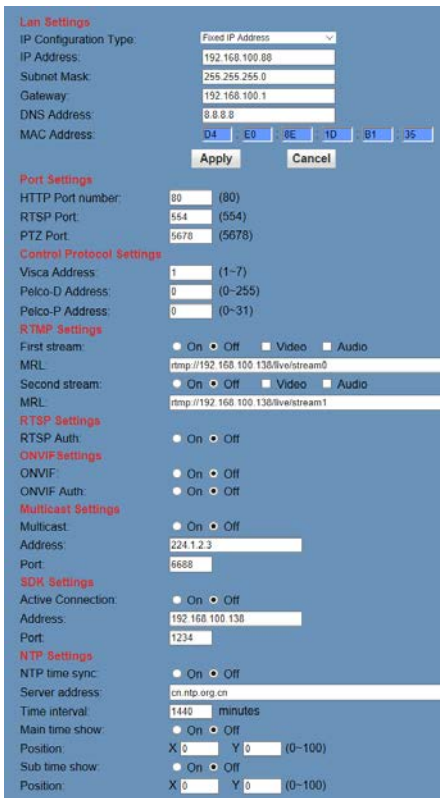 Lan Settings
IP Configuration Type: Fixed IP Address
IP Address: 192.168.100.88
Subnet Mask: 255.255.255.0
Gateway: 192.168.100.1
DNS Address: 8.8.8.8
MAC Address: D4 : E0 : 8E : 1D : B1 : 35
Apply Cancel
Port Settings
HTTP Port number: 80 (80)
RTSP Port: 554 (554)
PTZ Port: 5678 (5678)
Control Protocol Settings
Visca Address: 1 (1~7)
Pelco-D Address: 0 (0~255)
Pelco-P Address: 0 (0~31)
RTMP Settings
First stream: On Off Video Audio
MRL: rtmp://192.168.100.138/live/stream0
Second stream: On Off Video Audio
MRL: rtmp://192.168.100.138/live/stream1
RTSP Settings
RTSP Auth: On Off
ONVIFSettings
ONVIF: On Off
ONVIF Auth: On Off
Multicast Settings
Multicast: On Off
Address: 224.1.2.3
Port: 6688
SDK Settings
Active Connection: On Off
Address: 192.168.100.138
Port: 1234
NTP Settings
NTP time sync: On Off
Server address: cn.ntp.org.cn
Time interval: 1440 minutes
Main time show: On Off
Position: X 0 Y 0 (0~100)
Sub time show: On Off
Position: X 0 Y 0 (0~100)